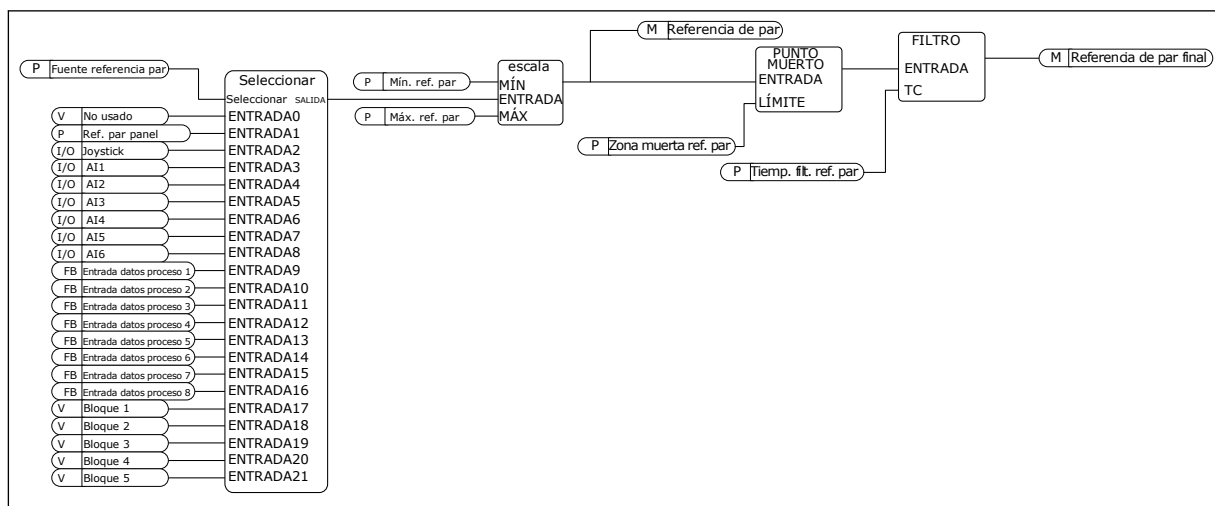 M Referencia de par
FILTRO
PUNTO
MUERTO
ENTRADA
LÍMITE
ENTRADA
TC
M Referencia de par final
P Fuente referencia par
Seleccionar
Seleccionar SALIDA
P Mín. ref. par
escala
MÍN
ENTRADA
MÁX
P Máx. ref. par
P Zona muerta ref. par
P Tiemp. filt. ref. par
V No usado ENTRADA0
P Ref. par panel ENTRADA1
I/O Joystick ENTRADA2
I/O AI1 ENTRADA3
I/O AI2 ENTRADA4
I/O AI3 ENTRADA5
I/O AI4 ENTRADA6
I/O AI5 ENTRADA7
I/O AI6 ENTRADA8
FB Entrada datos proceso 1 ENTRADA9
FB Entrada datos proceso 2 ENTRADA10
FB Entrada datos proceso 3 ENTRADA11
FB Entrada datos proceso 4 ENTRADA12
FB Entrada datos proceso 5 ENTRADA13
FB Entrada datos proceso 6 ENTRADA14
FB Entrada datos proceso 7 ENTRADA15
FB Entrada datos proceso 8 ENTRADA16
V Bloque 1 ENTRADA17
V Bloque 2 ENTRADA18
V Bloque 3 ENTRADA19
V Bloque 4 ENTRADA20
V Bloque 5 ENTRADA21